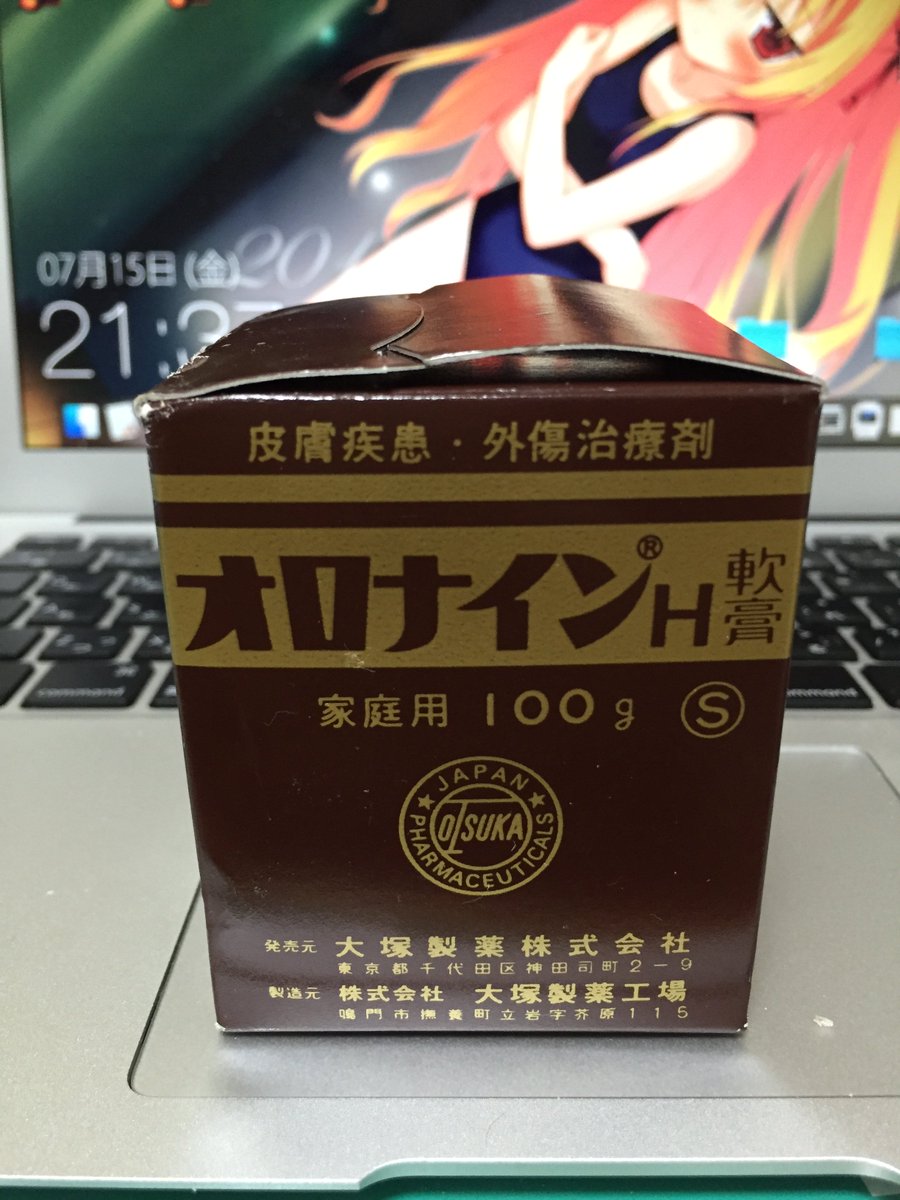 07月15日 (金)
皮膚疾患・外傷治療剤
オロナイン®H軟膏
家庭用 100g Ⓢ
JAPAN
OTSUKA
PHARMACEUTICALS
発売元 大塚製薬株式会社
東京都千代田区神田司町2-9
製造元 株式会社 大塚製薬工場
鳴門市撫養町立岩字芥原115
command